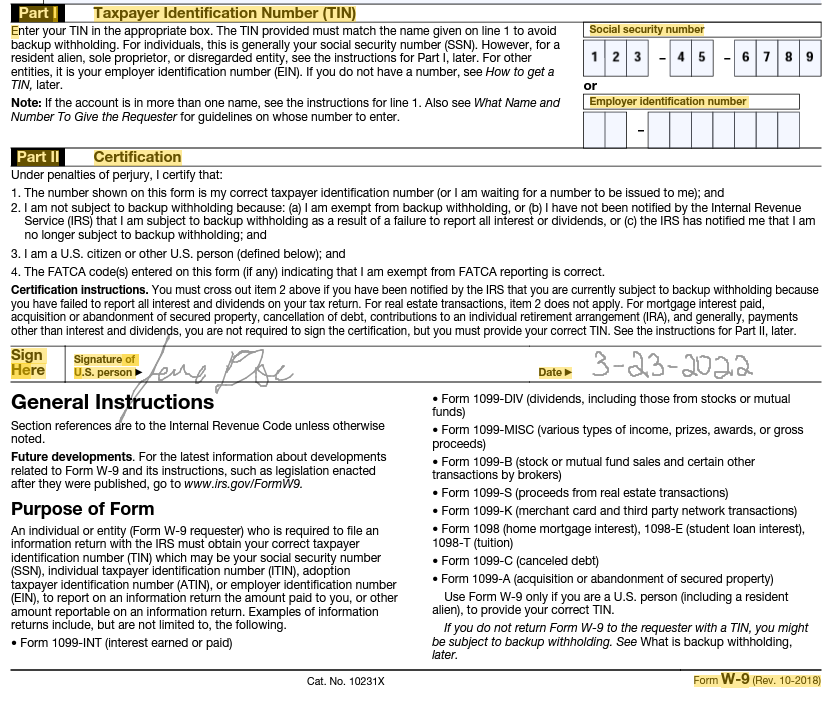 Part I Taxpayer Identification Number (TIN)
Enter your TIN in the appropriate box. The TIN provided must match the name given on line 1 to avoid
backup withholding. For individuals, this is generally your social security number (SSN). However, for a
resident alien, sole proprietor, or disregarded entity, see the instructions for Part I, later. For other
entities, it is your employer identification number (EIN). If you do not have a number, see How to get a
TIN, later.
Note: If the account is in more than one name, see the instructions for line 1. Also see What Name and
Number To Give the Requester for guidelines on whose number to enter.
Social security number
1 2 3 – 4 5 – 6 7 8 9
or
Employer identification number
–
Part II Certification
Under penalties of perjury, I certify that:
1. The number shown on this form is my correct taxpayer identification number (or I am waiting for a number to be issued to me); and
2. I am not subject to backup withholding because: (a) I am exempt from backup withholding, or (b) I have not been notified by the Internal Revenue
Service (IRS) that I am subject to backup withholding as a result of a failure to report all interest or dividends, or (c) the IRS has notified me that I am
no longer subject to backup withholding; and
3. I am a U.S. citizen or other U.S. person (defined below); and
4. The FATCA code(s) entered on this form (if any) indicating that I am exempt from FATCA reporting is correct.
Certification instructions. You must cross out item 2 above if you have been notified by the IRS that you are currently subject to backup withholding because
you have failed to report all interest and dividends on your tax return. For real estate transactions, item 2 does not apply. For mortgage interest paid,
acquisition or abandonment of secured property, cancellation of debt, contributions to an individual retirement arrangement (IRA), and generally, payments
other than interest and dividends, you are not required to sign the certification, but you must provide your correct TIN. See the instructions for Part II, later.
Sign
Here
Signature of
U.S. person ▶ Jane Doe
Date ▶ 3-23-2022
General Instructions
Section references are to the Internal Revenue Code unless otherwise
noted.
Future developments. For the latest information about developments
related to Form W-9 and its instructions, such as legislation enacted
after they were published, go to www.irs.gov/FormW9.
Purpose of Form
An individual or entity (Form W-9 requester) who is required to file an
information return with the IRS must obtain your correct taxpayer
identification number (TIN) which may be your social security number
(SSN), individual taxpayer identification number (ITIN), adoption
taxpayer identification number (ATIN), or employer identification number
(EIN), to report on an information return the amount paid to you, or other
amount reportable on an information return. Examples of information
returns include, but are not limited to, the following.
• Form 1099-INT (interest earned or paid)
• Form 1099-DIV (dividends, including those from stocks or mutual
funds)
• Form 1099-MISC (various types of income, prizes, awards, or gross
proceeds)
• Form 1099-B (stock or mutual fund sales and certain other
transactions by brokers)
• Form 1099-S (proceeds from real estate transactions)
• Form 1099-K (merchant card and third party network transactions)
• Form 1098 (home mortgage interest), 1098-E (student loan interest),
1098-T (tuition)
• Form 1099-C (canceled debt)
• Form 1099-A (acquisition or abandonment of secured property)
Use Form W-9 only if you are a U.S. person (including a resident
alien), to provide your correct TIN.
If you do not return Form W-9 to the requester with a TIN, you might
be subject to backup withholding. See What is backup withholding,
later.
Cat. No. 10231X
Form W-9 (Rev. 10-2018)